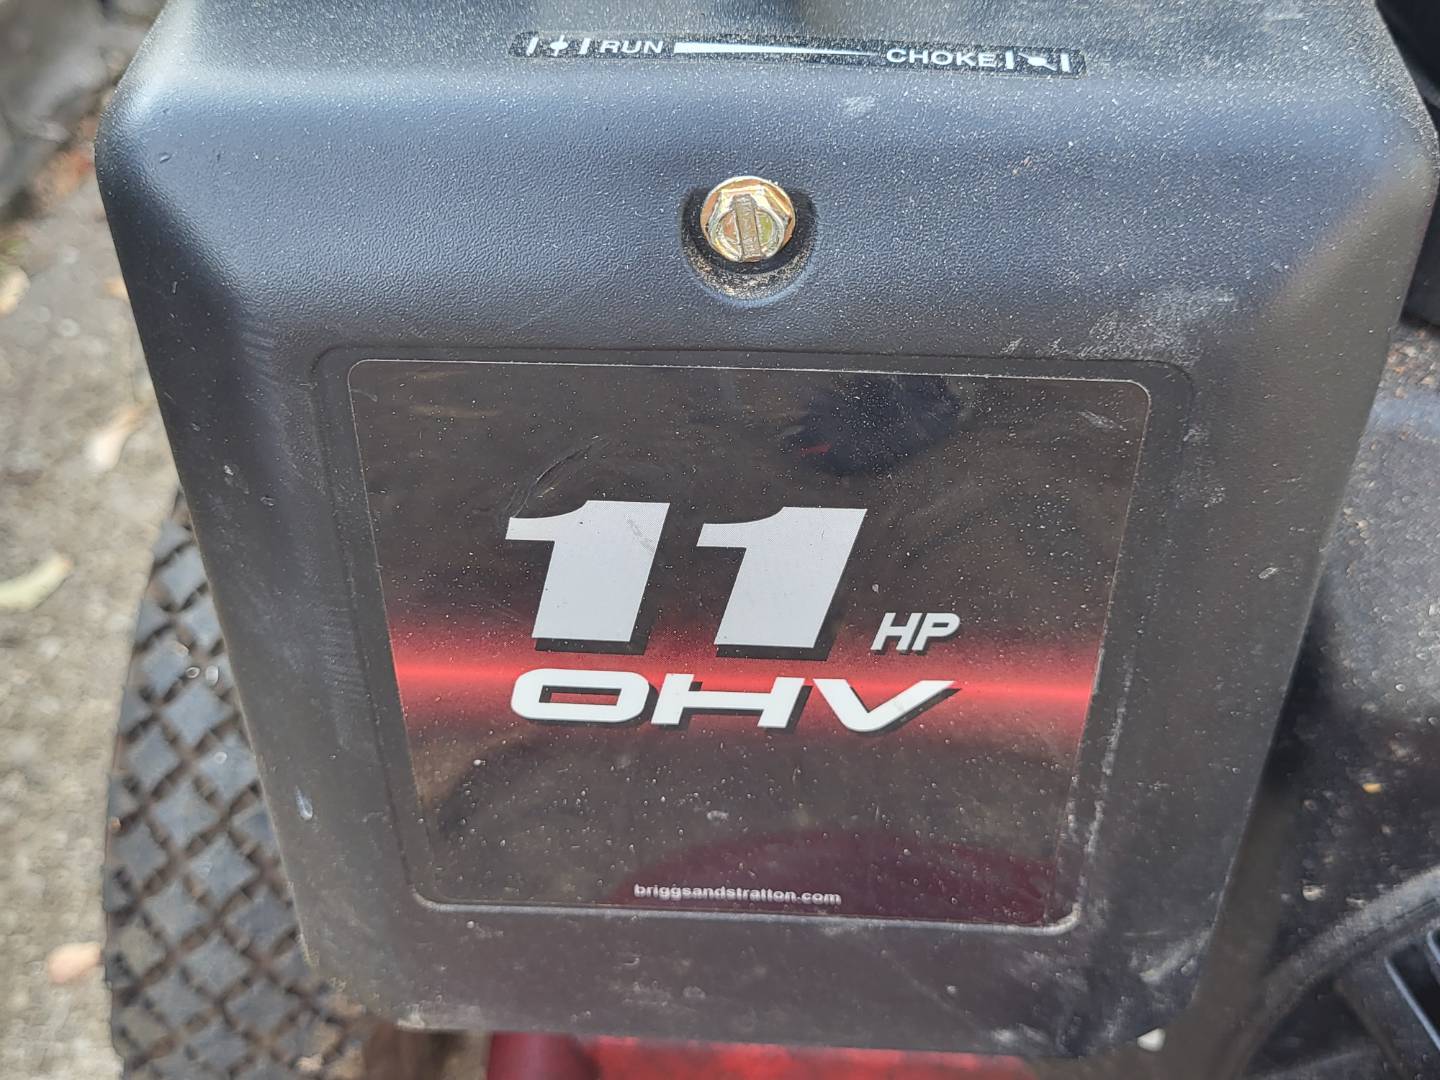 RUN CHOKE
11 HP
OHV
briggsandstratton.com